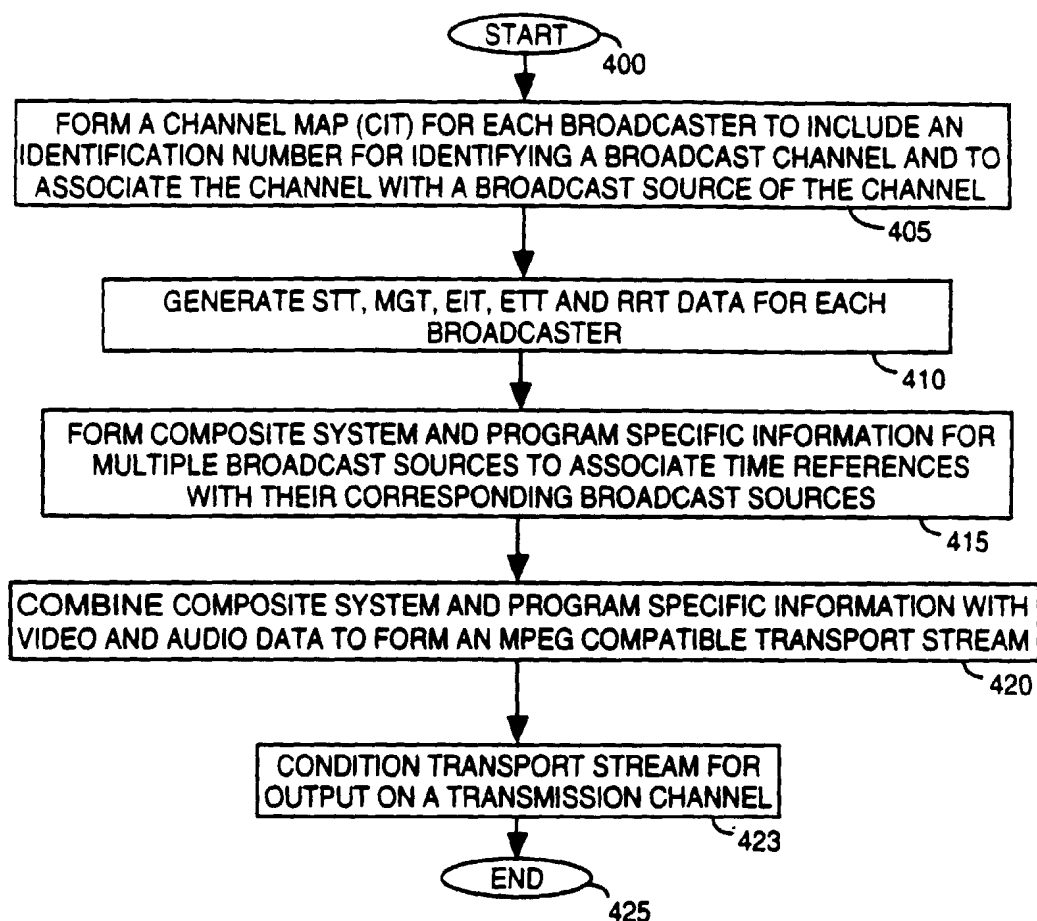 START
400
FORM A CHANNEL MAP (CIT) FOR EACH BROADCASTER TO INCLUDE AN
IDENTIFICATION NUMBER FOR IDENTIFYING A BROADCAST CHANNEL AND TO
ASSOCIATE THE CHANNEL WITH A BROADCAST SOURCE OF THE CHANNEL
405
GENERATE STT, MGT, EIT, ETT AND RRT DATA FOR EACH
BROADCASTER
410
FORM COMPOSITE SYSTEM AND PROGRAM SPECIFIC INFORMATION FOR
MULTIPLE BROADCAST SOURCES TO ASSOCIATE TIME REFERENCES
WITH THEIR CORRESPONDING BROADCAST SOURCES
415
COMBINE COMPOSITE SYSTEM AND PROGRAM SPECIFIC INFORMATION WITH
VIDEO AND AUDIO DATA TO FORM AN MPEG COMPATIBLE TRANSPORT STREAM
420
CONDITION TRANSPORT STREAM FOR
OUTPUT ON A TRANSMISSION CHANNEL
423
END
425